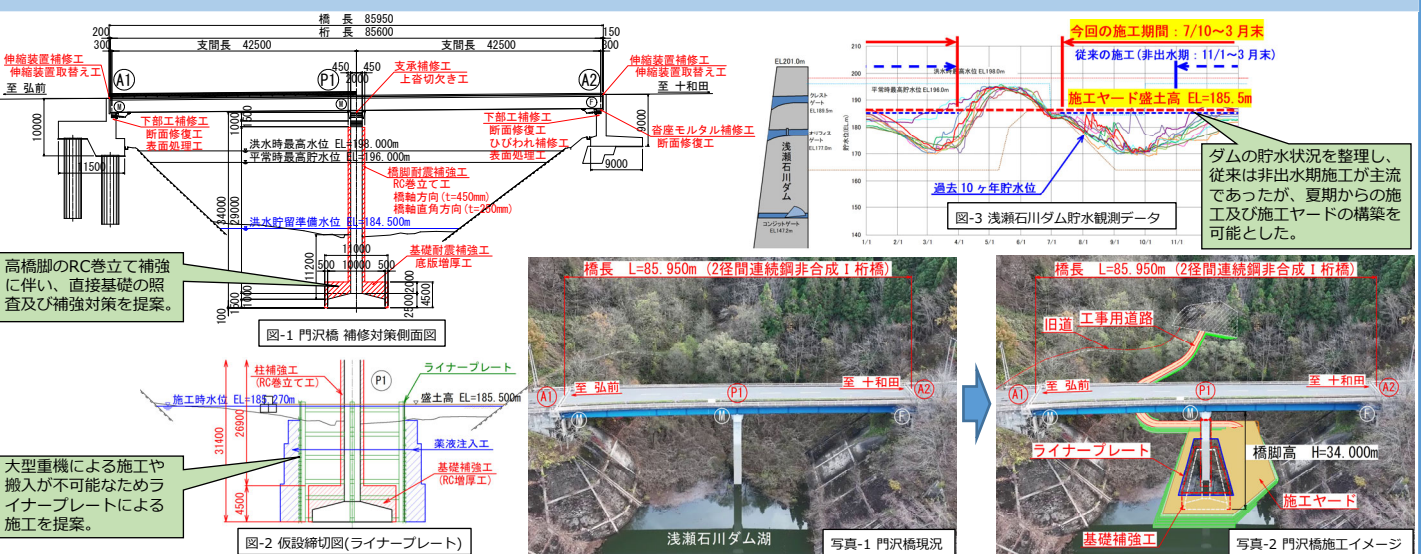 橋 長 85950
200
桁 長 85600
150
300
支間長 42500
支間長 42500
300
伸縮装置補修工
伸縮装置取替え工
A1
至 弘前
450 450
2000
P1
支承補修工
上沓切欠き工
A2
伸縮装置補修工
伸縮装置取替え工
至 十和田
M
M
F
10000
11500
下部工補修工
断面修復工
表面処理工
1000
1500
洪水時最高水位 EL=198.000m
平常時最高貯水位 EL=196.000m
下部工補修工
断面修復工
ひびわれ補修工
表面処理工
9000
9000
沓座モルタル補修工
断面修復工
橋脚耐震補強工
RC巻立て工
橋軸方向(t=450mm)
橋軸直角方向(t=250mm)
34000
29000
洪水貯留準備水位 EL=184.500m
11000
500 10000 500
11200
基礎耐震補強工
底版増厚工
2000
2500
4500
1000
1500
100
高橋脚のRC巻立て補強
に伴い、直接基礎の照
査及び補強対策を提案。
図-1 門沢橋 補修対策側面図
柱補強工
(RC巻立て工)
P1
ライナープレート
施工時水位 EL=185.270m
盛土高 EL=185.500m
31400
26900
4500
薬液注入工
基礎補強工
(RC増厚工)
大型重機による施工や
搬入が不可能なためラ
イナープレートによる
施工を提案。
図-2 仮設締切図(ライナープレート)
EL201.0m
クレスト
ゲート
EL189.5m
オリフィス
ゲート
EL177.0m
浅瀬石川ダム
コンジットゲート
EL141.2m
今回の施工期間：7/10～3月末
従来の施工(非出水期：11/1～3月末)
洪水時最高水位 EL198.0m
平常時最高貯水位 EL196.0m
施工ヤード盛土高 EL=185.5m
貯水位(EL.m)
210
200
190
180
170
160
150
140
過去10ヶ年貯水位
1/1 2/1 3/1 4/1 5/1 6/1 7/1 8/1 9/1 10/1 11/1
図-3 浅瀬石川ダム貯水観測データ
ダムの貯水状況を整理し、
従来は非出水期施工が主流
であったが、夏期からの施
工及び施工ヤードの構築を
可能とした。
橋長 L=85.950m (2径間連続鋼非合成Ⅰ桁橋)
至 弘前
A1
P1
至 十和田
A2
M
M
F
浅瀬石川ダム湖
写真-1 門沢橋現況
橋長 L=85.950m (2径間連続鋼非合成Ⅰ桁橋)
旧道
工事用道路
至 弘前
A1
P1
至 十和田
A2
M
M
F
ライナープレート
橋脚高 H=34.000m
施工ヤード
基礎補強工
写真-2 門沢橋施工イメージ